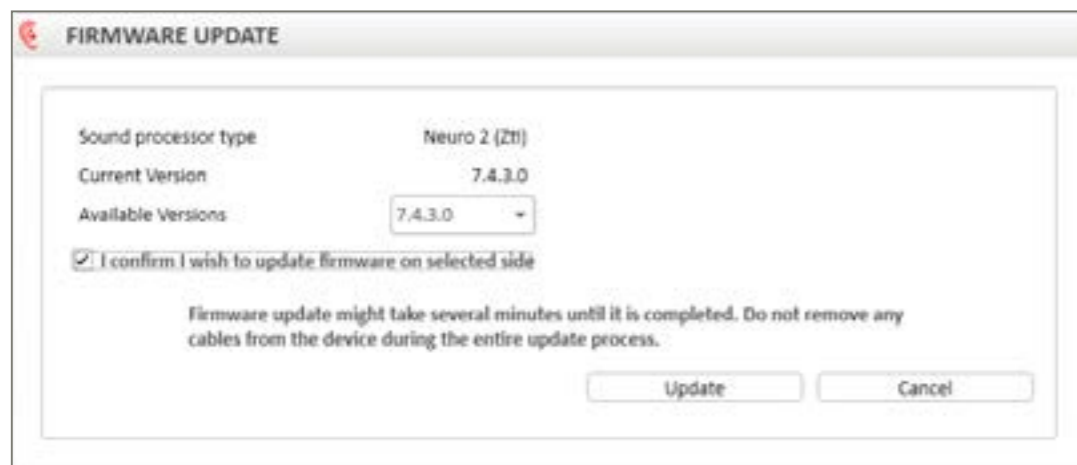 FIRMWARE UPDATE
Sound processor type Neuro 2 (Zti)
Current Version 7.4.3.0
Available Versions 7.4.3.0
I confirm I wish to update firmware on selected side
Firmware update might take several minutes until it is completed. Do not remove any
cables from the device during the entire update process.
Update Cancel